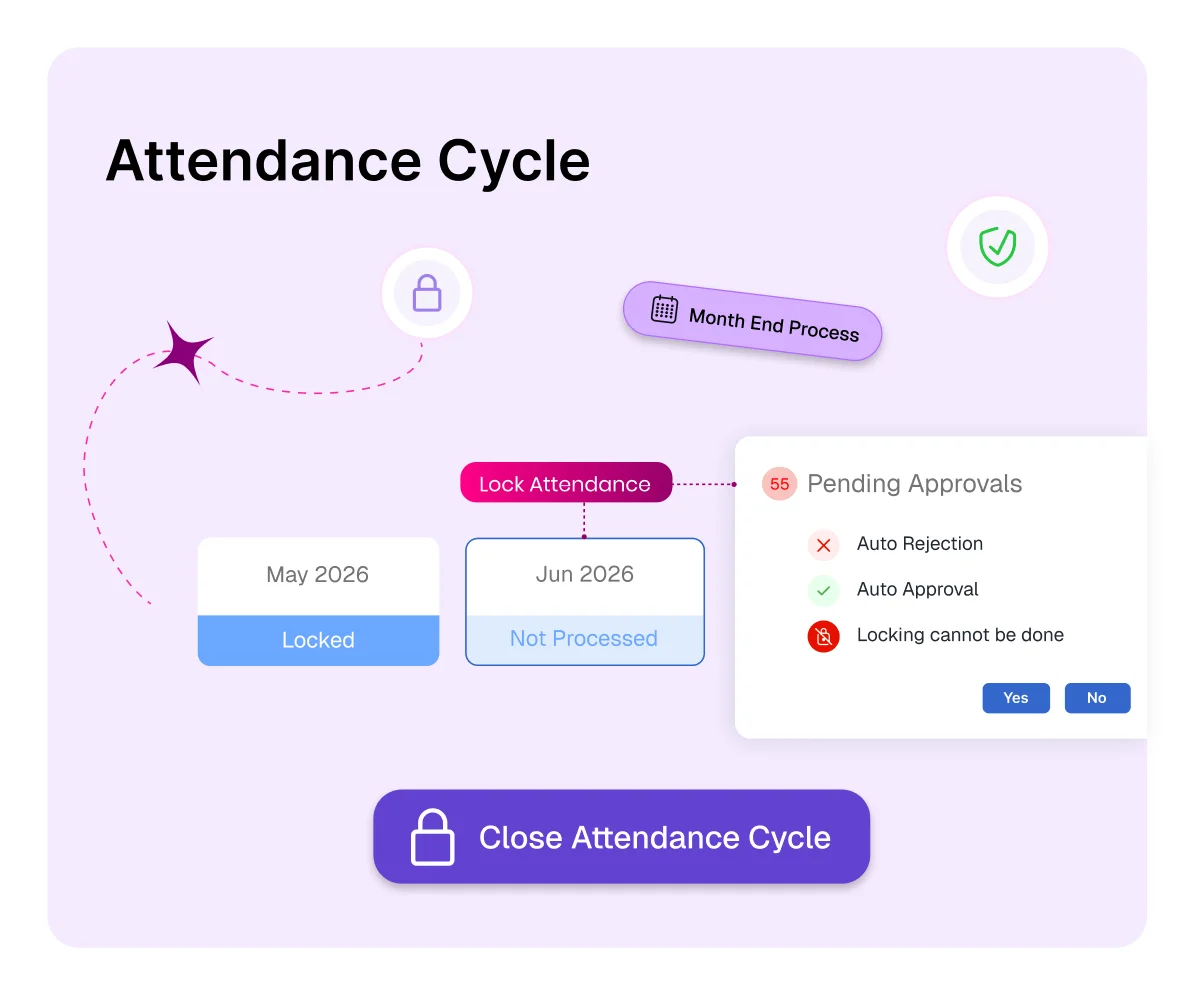 Attendance Cycle
Month End Process
Lock Attendance
55 Pending Approvals
Auto Rejection
Auto Approval
Locking cannot be done
Yes
No
May 2026
Locked
Jun 2026
Not Processed
Close Attendance Cycle